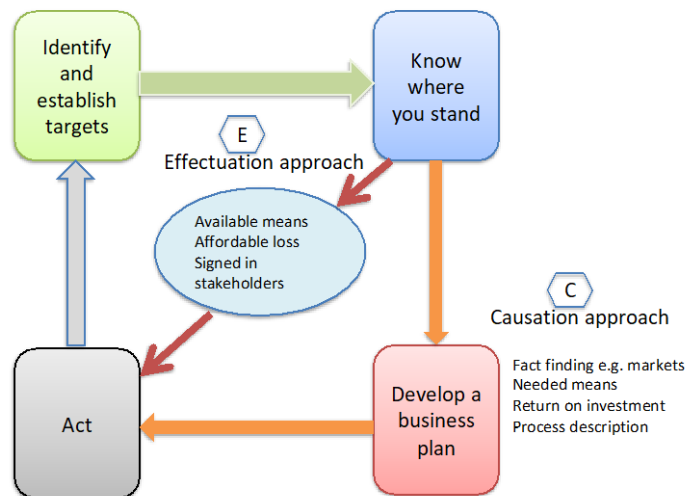 Identify
and
establish
targets
Know
where
you stand
E
Effectuation approach
Available means
Affordable loss
Signed in
stakeholders
C
Causation approach
Fact finding e.g. markets
Needed means
Return on investment
Process description
Act
Develop a
business
plan